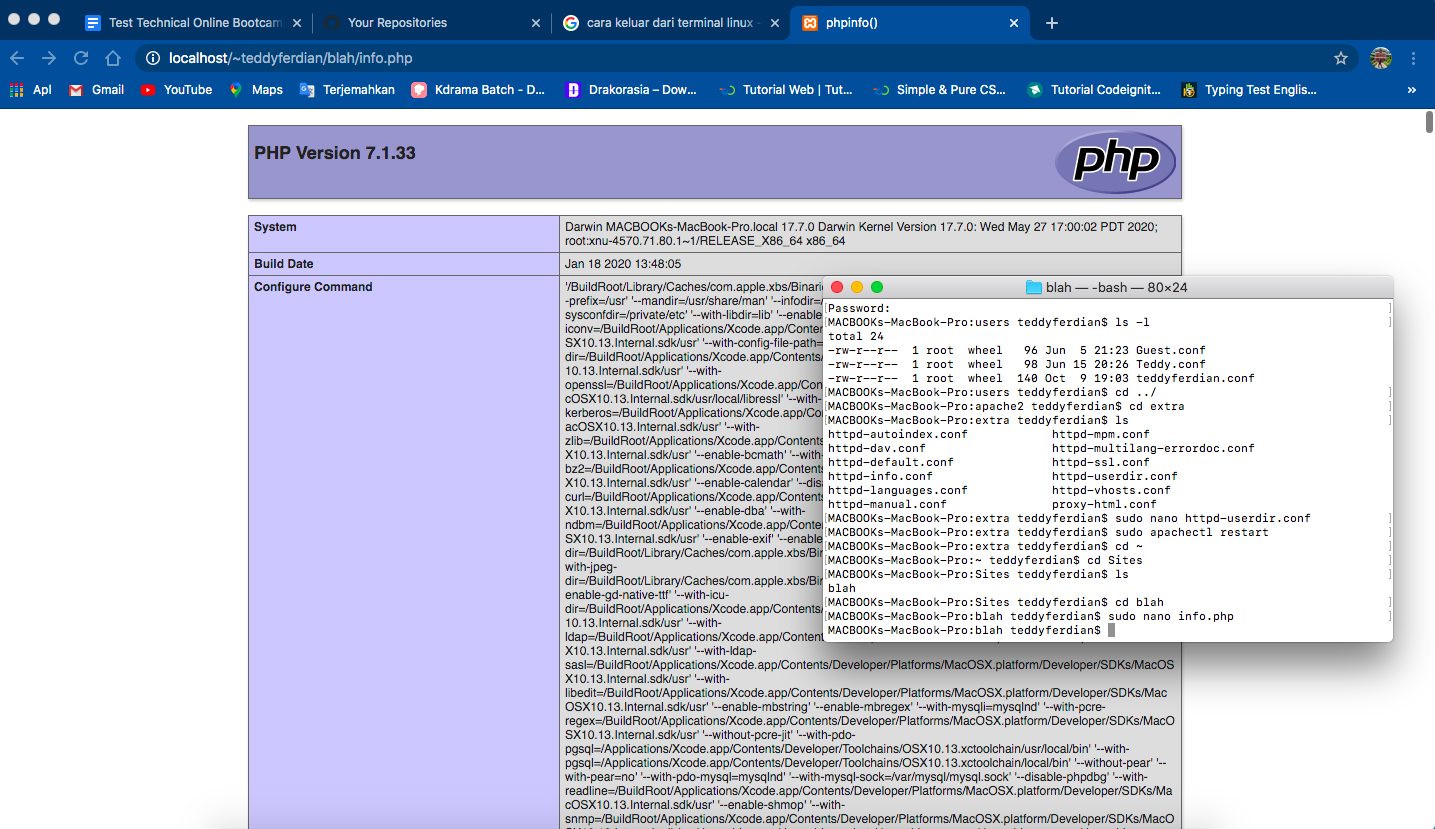 Test Technical Online Bootcam
Your Repositories
cara keluar dari terminal linux -
phpinfo()
localhost/~teddyferdian/blah/info.php
Apl
Gmail
YouTube
Maps
Terjemahkan
Kdrama Batch - D...
Drakorasia – Dow...
Tutorial Web | Tut...
Simple & Pure CS...
Tutorial Codeignit...
Typing Test Englis...
»
PHP Version 7.1.33
php
System
Darwin MACBOOKs-MacBook-Pro.local 17.7.0 Darwin Kernel Version 17.7.0: Wed May 27 17:00:02 PDT 2020;
root:xnu-4570.71.80.1~1/RELEASE_X86_64 x86_64
Build Date
Jan 18 2020 13:48:05
Configure Command
'/BuildRoot/Library/Caches/com.apple.xbs/Binari
-prefix=/usr' '--mandir=/usr/share/man' '--infodir=/
sysconfdir=/private/etc' '--with-libdir=lib' '--enable
iconv=/BuildRoot/Applications/Xcode.app/Conten
SX10.13.Internal.sdk/usr' '--with-config-file-path=
dir=/BuildRoot/Applications/Xcode.app/Contents/
10.13.Internal.sdk/usr' '--with-
openssl=/BuildRoot/Applications/Xcode.app/Con
cOSX10.13.Internal.sdk/usr/local/libressl' '--with-
kerberos=/BuildRoot/Applications/Xcode.app/Con
acOSX10.13.Internal.sdk/usr' '--with-
zlib=/BuildRoot/Applications/Xcode.app/Contents
X10.13.Internal.sdk/usr' '--enable-bcmath' '--with-
bz2=/BuildRoot/Applications/Xcode.app/Contents
X10.13.Internal.sdk/usr' '--enable-calendar' '--disa
curl=/BuildRoot/Applications/Xcode.app/Contents
X10.13.Internal.sdk/usr' '--enable-dba' '--with-
ndbm=/BuildRoot/Applications/Xcode.app/Conte
SX10.13.Internal.sdk/usr' '--enable-exif' '--enable-
dir=/BuildRoot/Library/Caches/com.apple.xbs/Bin
with-jpeg-
dir=/BuildRoot/Library/Caches/com.apple.xbs/Bin
enable-gd-native-ttf' '--with-icu-
dir=/BuildRoot/Applications/Xcode.app/Contents/
10.13.Internal.sdk/usr' '--with-
ldap=/BuildRoot/Applications/Xcode.app/Content
X10.13.Internal.sdk/usr' '--with-ldap-
sasl=/BuildRoot/Applications/Xcode.app/Contents/Developer/Platforms/MacOSX.platform/Developer/SDKs/MacOS
X10.13.Internal.sdk/usr' '--with-
libedit=/BuildRoot/Applications/Xcode.app/Contents/Developer/Platforms/MacOSX.platform/Developer/SDKs/Mac
OSX10.13.Internal.sdk/usr' '--enable-mbstring' '--enable-mbregex' '--with-mysqli=mysqlnd' '--with-pcre-
regex=/BuildRoot/Applications/Xcode.app/Contents/Developer/Platforms/MacOSX.platform/Developer/SDKs/MacO
SX10.13.Internal.sdk/usr' '--without-pcre-jit' '--with-pdo-
pgsql=/Applications/Xcode.app/Contents/Developer/Toolchains/OSX10.13.xctoolchain/usr/local/bin' '--with-
pgsql=/Applications/Xcode.app/Contents/Developer/Toolchains/OSX10.13.xctoolchain/local/bin' '--without-pear' '--
with-pear=no' '--with-pdo-mysql=mysqlnd' '--with-mysql-sock=/var/mysql/mysql.sock' '--disable-phpdbg' '--with-
readline=/BuildRoot/Applications/Xcode.app/Contents/Developer/Platforms/MacOSX.platform/Developer/SDKs/Ma
cOSX10.13.Internal.sdk/usr' '--enable-shmop' '--with-
snmp=/BuildRoot/Applications/Xcode.app/Contents/Developer/Platforms/MacOSX.platform/Developer/SDKs/MacO
blah — -bash — 80×24
Password:
[MACBOOKs-MacBook-Pro:users teddyferdian$ ls -l ]
total 24
-rw-r--r--  1 root  wheel   96 Jun  5 21:23 Guest.conf
-rw-r--r--  1 root  wheel   98 Jun 15 20:26 Teddy.conf
-rw-r--r--  1 root  wheel  140 Oct  9 19:03 teddyferdian.conf
[MACBOOKs-MacBook-Pro:users teddyferdian$ cd ../ ]
[MACBOOKs-MacBook-Pro:apache2 teddyferdian$ cd extra ]
[MACBOOKs-MacBook-Pro:extra teddyferdian$ ls ]
httpd-autoindex.conf httpd-mpm.conf
httpd-dav.conf httpd-multilang-errordoc.conf
httpd-default.conf httpd-ssl.conf
httpd-info.conf httpd-userdir.conf
httpd-languages.conf httpd-vhosts.conf
httpd-manual.conf proxy-html.conf
[MACBOOKs-MacBook-Pro:extra teddyferdian$ sudo nano httpd-userdir.conf ]
[MACBOOKs-MacBook-Pro:extra teddyferdian$ sudo apachectl restart ]
[MACBOOKs-MacBook-Pro:extra teddyferdian$ cd ~ ]
[MACBOOKs-MacBook-Pro:~ teddyferdian$ cd Sites ]
[MACBOOKs-MacBook-Pro:Sites teddyferdian$ ls ]
blah
[MACBOOKs-MacBook-Pro:Sites teddyferdian$ cd blah ]
[MACBOOKs-MacBook-Pro:blah teddyferdian$ sudo nano info.php ]
MACBOOKs-MacBook-Pro:blah teddyferdian$